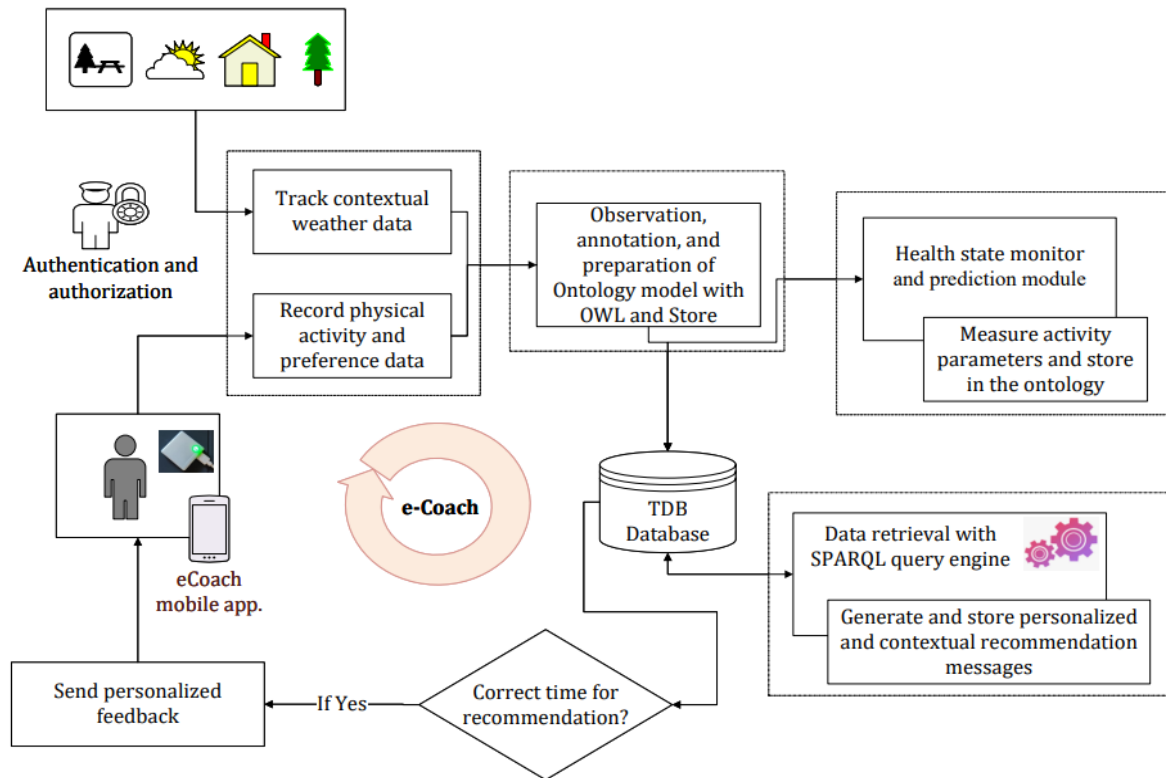 Track contextual
weather data
Authentication and
authorization
Record physical
activity and
preference data
Observation,
annotation, and
preparation of
Ontology model with
OWL and Store
Health state monitor
and prediction module
Measure activity
parameters and store
in the ontology
e-Coach
TDB
Database
Data retrieval with
SPARQL query engine
Generate and store personalized
and contextual recommendation
messages
eCoach
mobile app.
Send personalized
feedback
If Yes
Correct time for
recommendation?